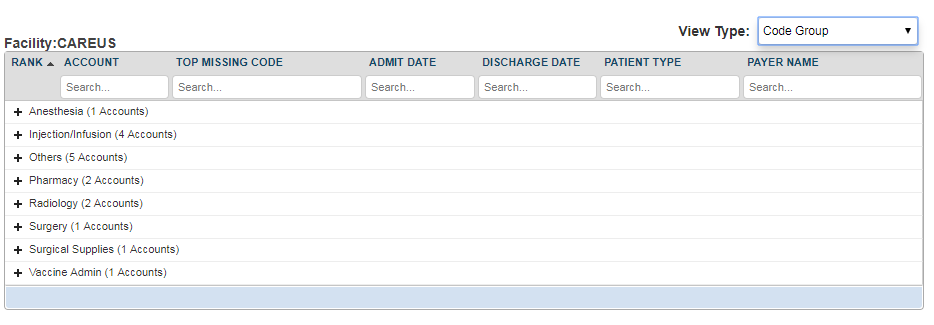 View Type: Code Group
Facility:CAREUS
RANK ACCOUNT TOP MISSING CODE ADMIT DATE DISCHARGE DATE PATIENT TYPE PAYER NAME
Search... Search... Search... Search... Search... Search...
Anesthesia (1 Accounts)
Injection/Infusion (4 Accounts)
Others (5 Accounts)
Pharmacy (2 Accounts)
Radiology (2 Accounts)
Surgery (1 Accounts)
Surgical Supplies (1 Accounts)
Vaccine Admin (1 Accounts)